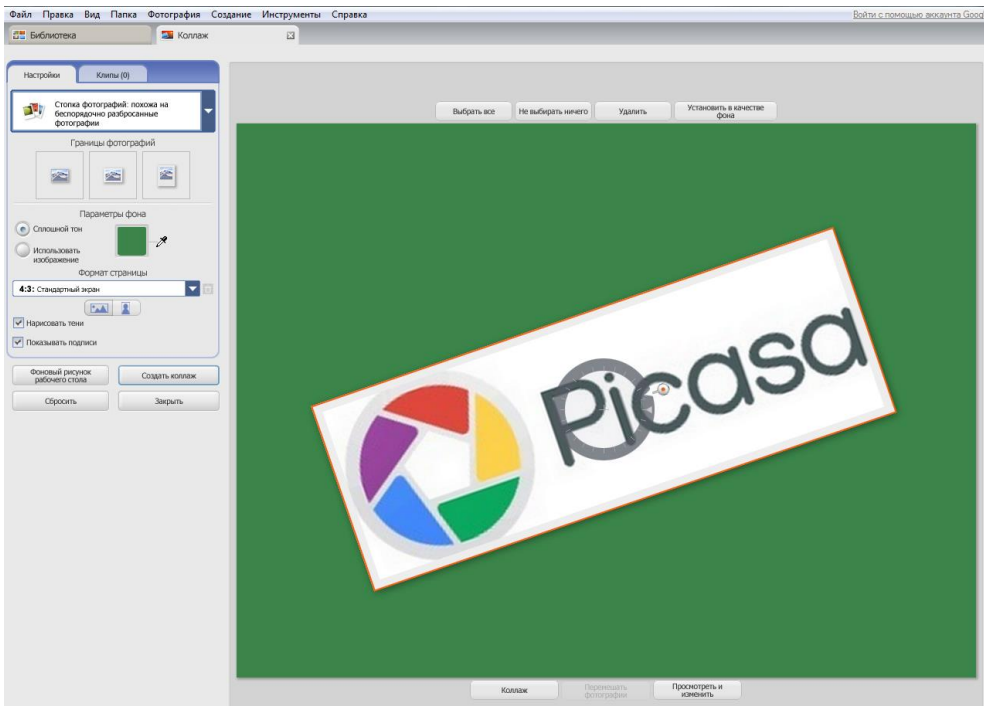 Файл Правка Вид Папка Фотография Создание Инструменты Справка
Войти с помощью аккаунта Goog
Библиотека
Коллаж
Настройки
Клипы (0)
Стопка фотографий: похожа на
беспорядочно разбросанные
фотографии
Границы фотографий
Параметры фона
Сплошной тон
Использовать
изображение
Формат страницы
4:3: Стандартный экран
Нарисовать тени
Показывать подписи
Фоновый рисунок
рабочего стола
Создать коллаж
Сбросить
Закрыть
Выбрать все
Не выбирать ничего
Удалить
Установить в качестве
фона
Picasa
Коллаж
Перемешать
фотографии
Просмотреть и
изменить